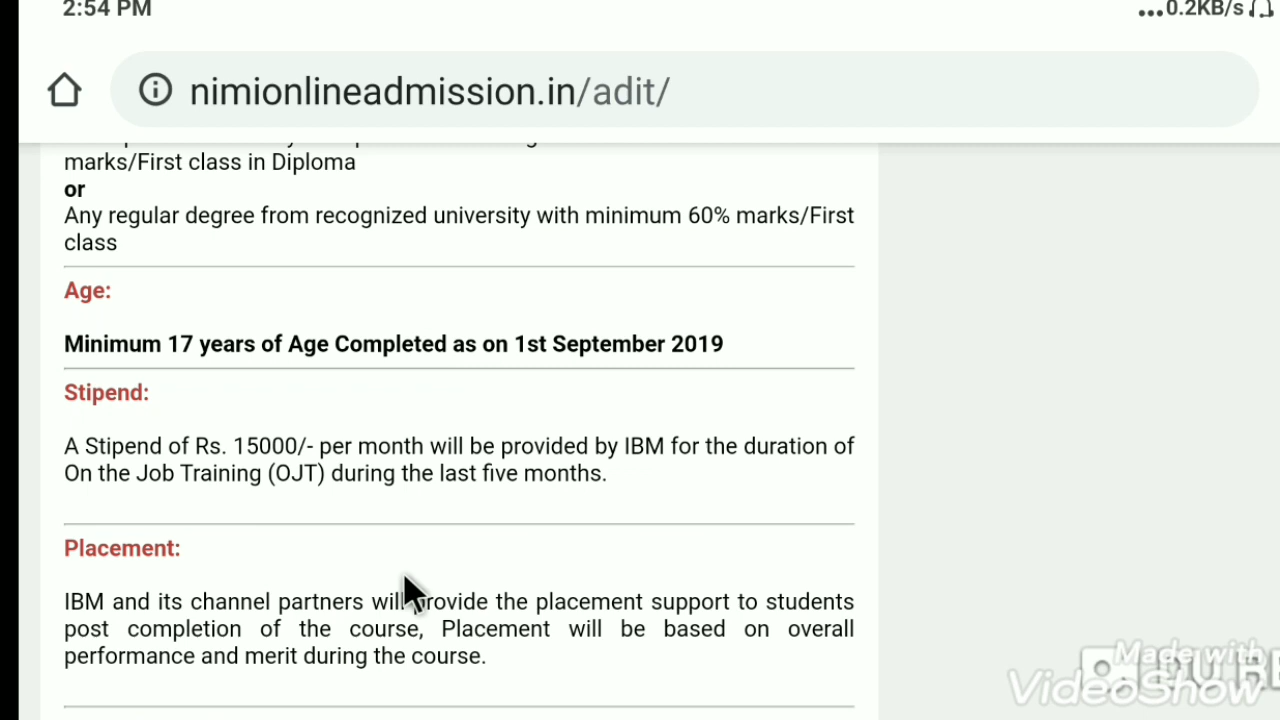 2:54 PM
...0.2KB/s
nimionlineadmission.in/adit/
marks/First class in Diploma
or
Any regular degree from recognized university with minimum 60% marks/First
class
Age:
Minimum 17 years of Age Completed as on 1st September 2019
Stipend:
A Stipend of Rs. 15000/- per month will be provided by IBM for the duration of
On the Job Training (OJT) during the last five months.
Placement:
IBM and its channel partners will provide the placement support to students
post completion of the course, Placement will be based on overall
performance and merit during the course.
Made with
VideoShow